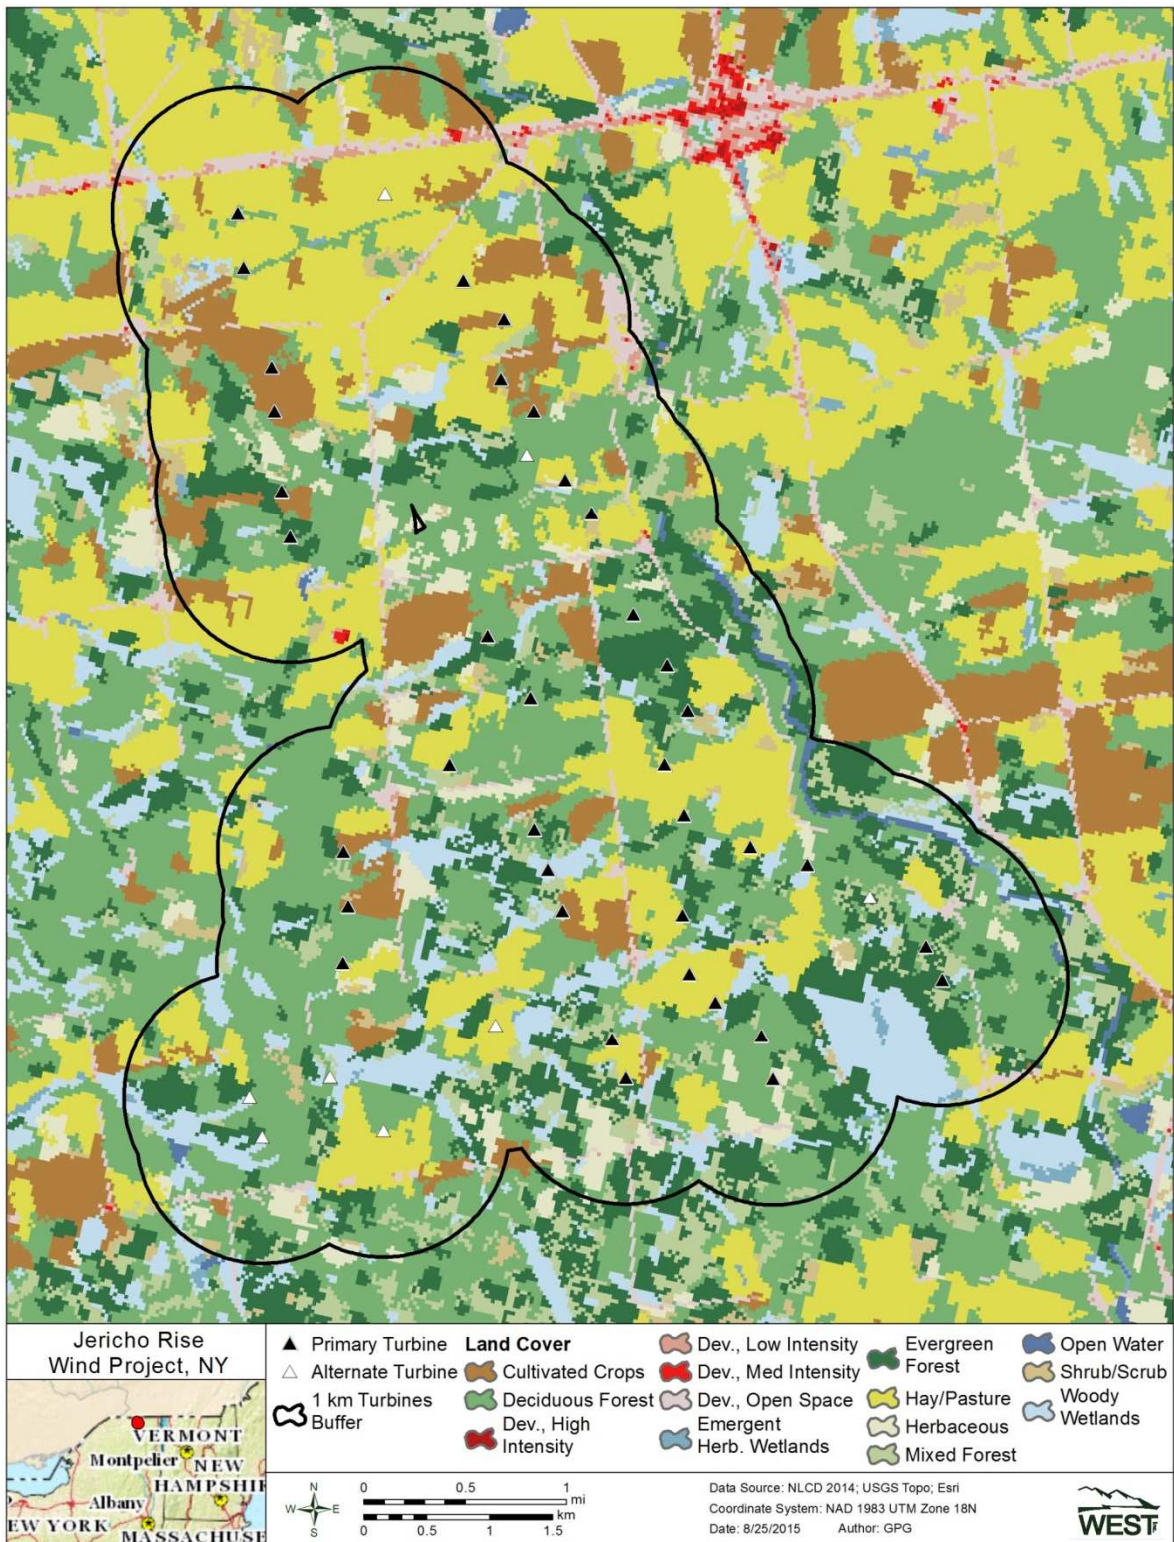 Jericho Rise
Wind Project, NY
VERMONT
Montpelier
NEW
HAMPSHIR
Albany
EW YORK
MASSACHUSE
Primary Turbine
Alternate Turbine
1 km Turbines
Buffer
Land Cover
Cultivated Crops
Deciduous Forest
Dev., High
Intensity
Dev., Low Intensity
Dev., Med Intensity
Dev., Open Space
Emergent
Herb. Wetlands
Evergreen
Forest
Hay/Pasture
Herbaceous
Mixed Forest
Open Water
Shrub/Scrub
Woody
Wetlands
N
W E
S
0 0.5 1
mi
km
0 0.5 1 1.5
Data Source: NLCD 2014; USGS Topo; Esri
Coordinate System: NAD 1983 UTM Zone 18N
Date: 8/25/2015 Author: GPG
WEST